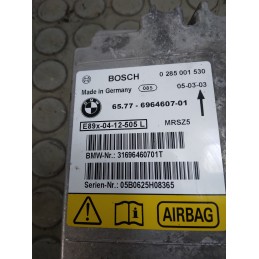 BOSCH 0 285 001 530
Made in Germany 085 05-03-03
65.77 - 6964607-01
E89x-04-12-505 L MRSZ5
BMW-Nr.: 31696460701T
Serien-Nr.: 05B0625H08365
AIRBAG